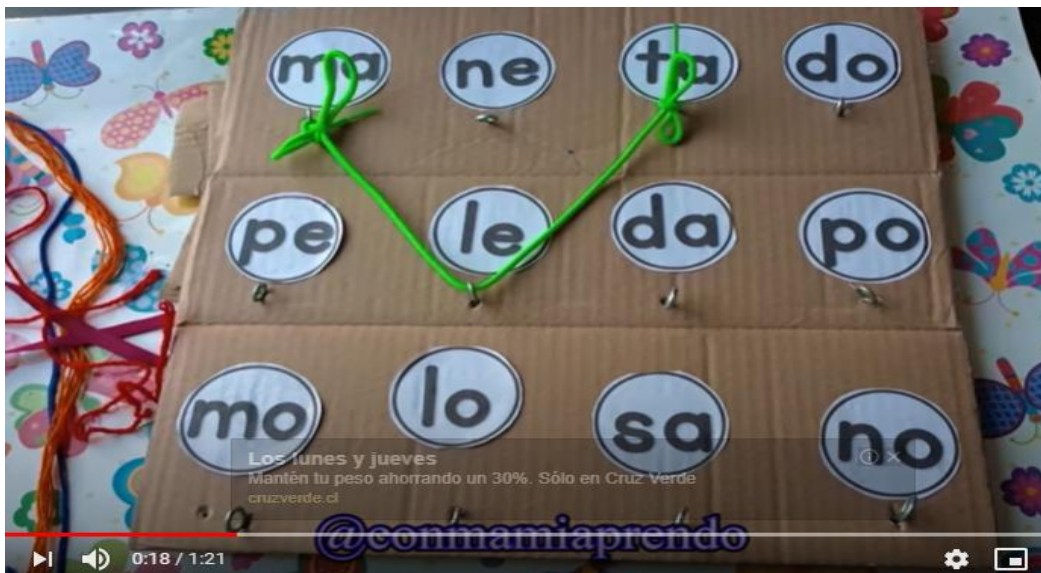 ma ne ta do
pe le da po
mo lo sa no
Los lunes y jueves
Mantén tu peso ahorrando un 30%. Sólo en Cruz Verde
cruzverde.cl
@conmamiaprendo
0:18 / 1:21